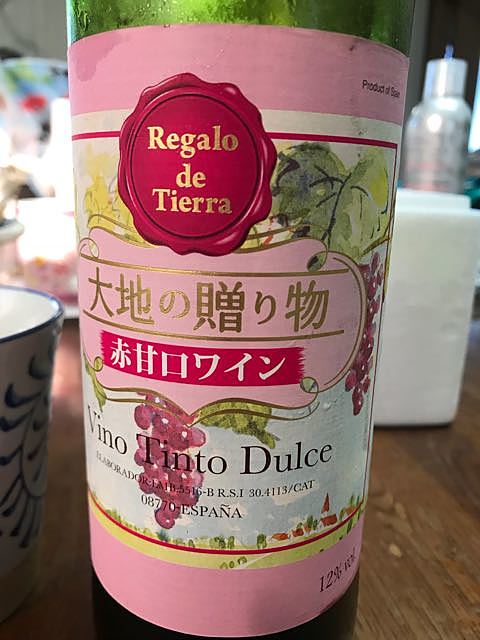 Product of Spain
Regalo
de
Tierra
大地の贈り物
赤甘口ワイン
Vino Tinto Dulce
ELABORADOR:EMB.5516-B R.S.I 30.4113/CAT
08770-ESPAÑA
12% vol.